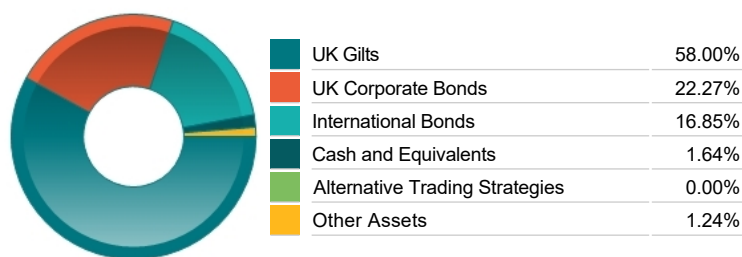 UK Gilts 58.00%
UK Corporate Bonds 22.27%
International Bonds 16.85%
Cash and Equivalents 1.64%
Alternative Trading Strategies 0.00%
Other Assets 1.24%